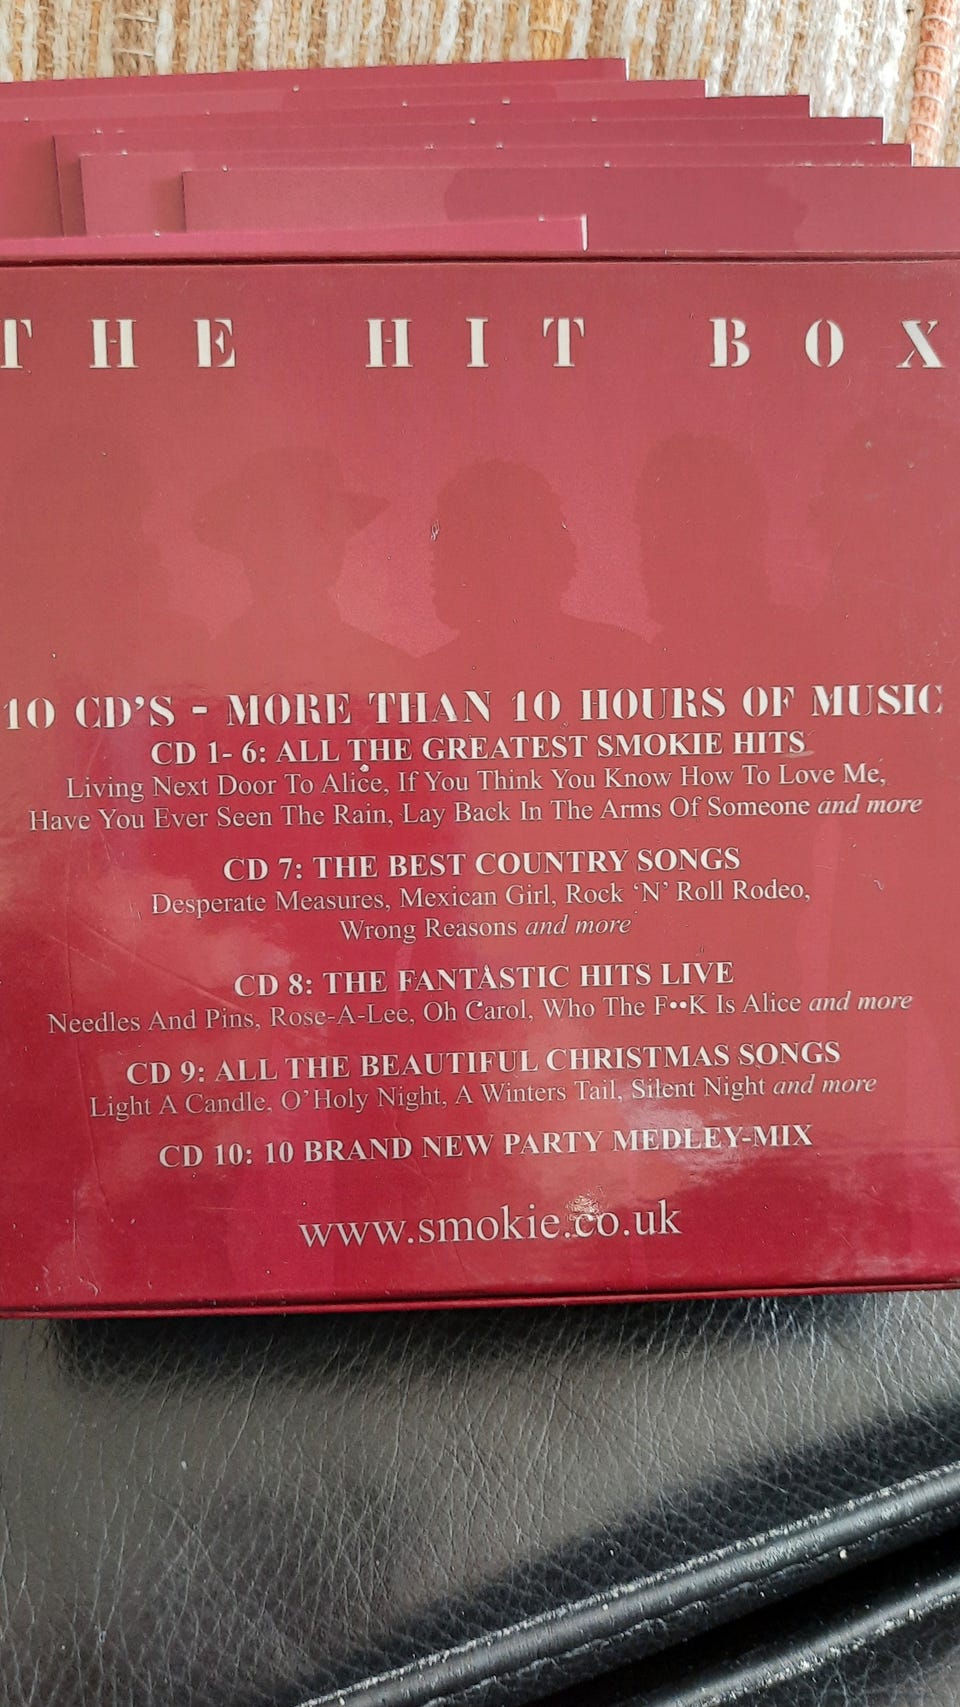 THE HIT BOX
10 CD'S - MORE THAN 10 HOURS OF MUSIC
CD 1- 6: ALL THE GREATEST SMOKIE HITS
Living Next Door To Alice, If You Think You Know How To Love Me,
Have You Ever Seen The Rain, Lay Back In The Arms Of Someone and more
CD 7: THE BEST COUNTRY SONGS
Desperate Measures, Mexican Girl, Rock 'N' Roll Rodeo,
Wrong Reasons and more
CD 8: THE FANTASTIC HITS LIVE
Needles And Pins, Rose-A-Lee, Oh Carol, Who The F••K Is Alice and more
CD 9: ALL THE BEAUTIFUL CHRISTMAS SONGS
Light A Candle, O'Holy Night, A Winters Tail, Silent Night and more
CD 10: 10 BRAND NEW PARTY MEDLEY-MIX
www.smokie.co.uk